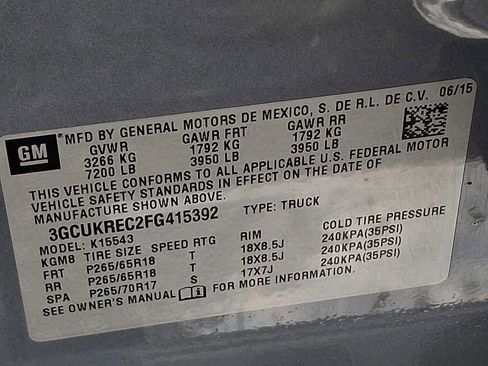 GM *MFD BY GENERAL MOTORS DE MEXICO, S. DE R.L. DE C.V. 06/15
GVWR GAWR FRT GAWR RR
3266 KG 1792 KG 1792 KG
7200 LB 3950 LB 3950 LB
THIS VEHICLE CONFORMS TO ALL APPLICABLE U.S. FEDERAL MOTOR
VEHICLE SAFETY STANDARDS IN EFFECT ON THE DATE OF
MANUFACTURE SHOWN ABOVE.
3GCUKREC2FG415392 TYPE: TRUCK
MODEL: K15543
KGM8 TIRE SIZE SPEED RTG RIM COLD TIRE PRESSURE
FRT P265/65R18 T 18X8.5J 240KPA(35PSI)
RR P265/65R18 T 18X8.5J 240KPA(35PSI)
SPA P265/70R17 S 17X7J 240KPA(35PSI)
SEE OWNER'S MANUAL FOR MORE INFORMATION.